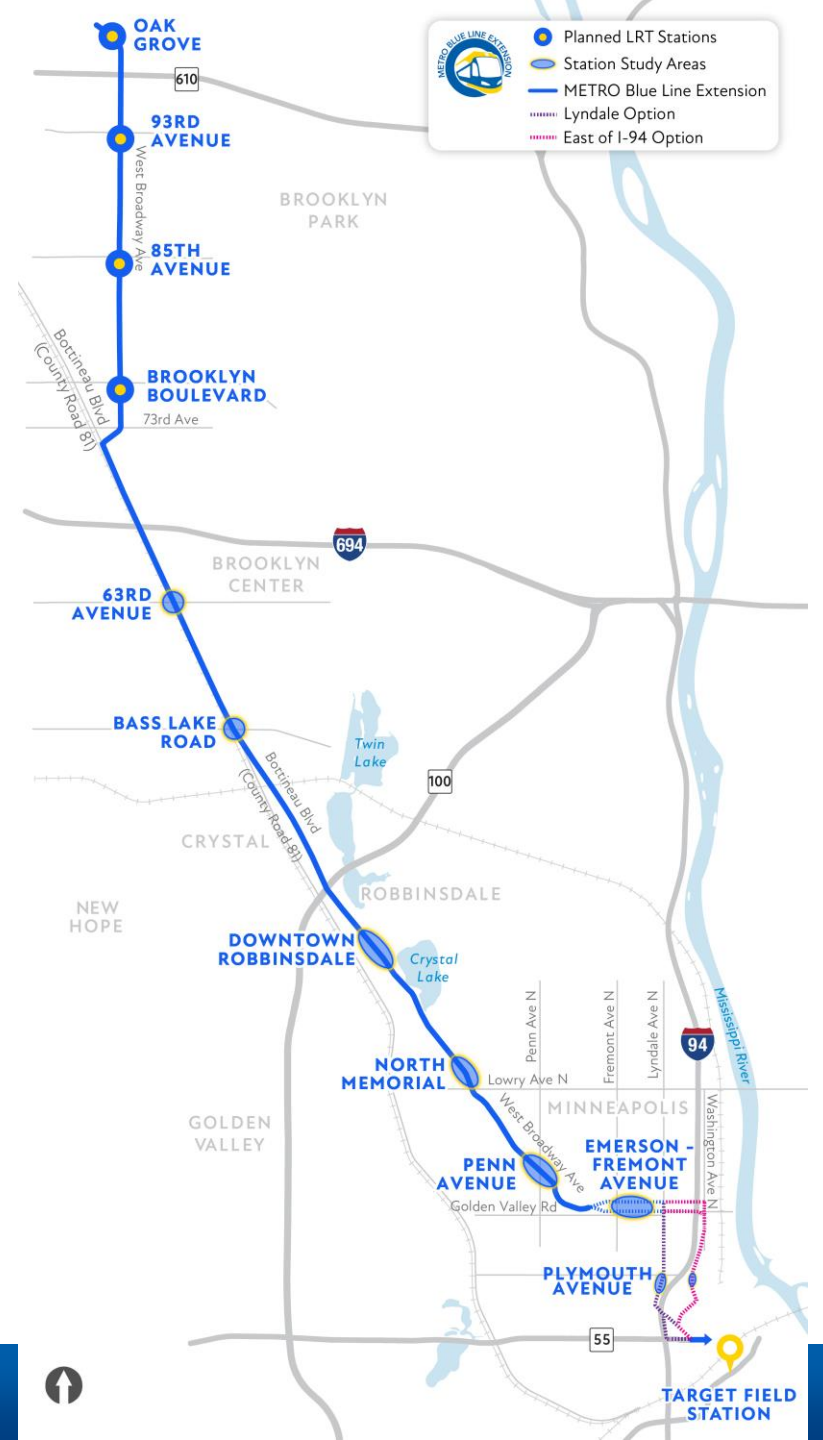 OAK
GROVE
METRO BLUE LINE EXTENSION
Planned LRT Stations
Station Study Areas
METRO Blue Line Extension
Lyndale Option
East of I-94 Option
610
93RD
AVENUE
West Broadway Ave
BROOKLYN
PARK
85TH
AVENUE
Bottineau Blvd
(County Road 81)
BROOKLYN
BOULEVARD
73rd Ave
694
BROOKLYN
CENTER
63RD
AVENUE
BASS LAKE
ROAD
Twin
Lake
Bottineau Blvd
(County Road 81)
100
CRYSTAL
ROBBINSDALE
NEW
HOPE
DOWNTOWN
ROBBINSDALE
Crystal
Lake
Penn Ave N
Fremont Ave N
Lyndale Ave N
Mississippi River
94
NORTH
MEMORIAL
Lowry Ave N
West Broadway Ave
MINNEAPOLIS
Washington Ave N
GOLDEN
VALLEY
EMERSON -
FREMONT
AVENUE
PENN
AVENUE
Golden Valley Rd
PLYMOUTH
AVENUE
55
TARGET FIELD
STATION